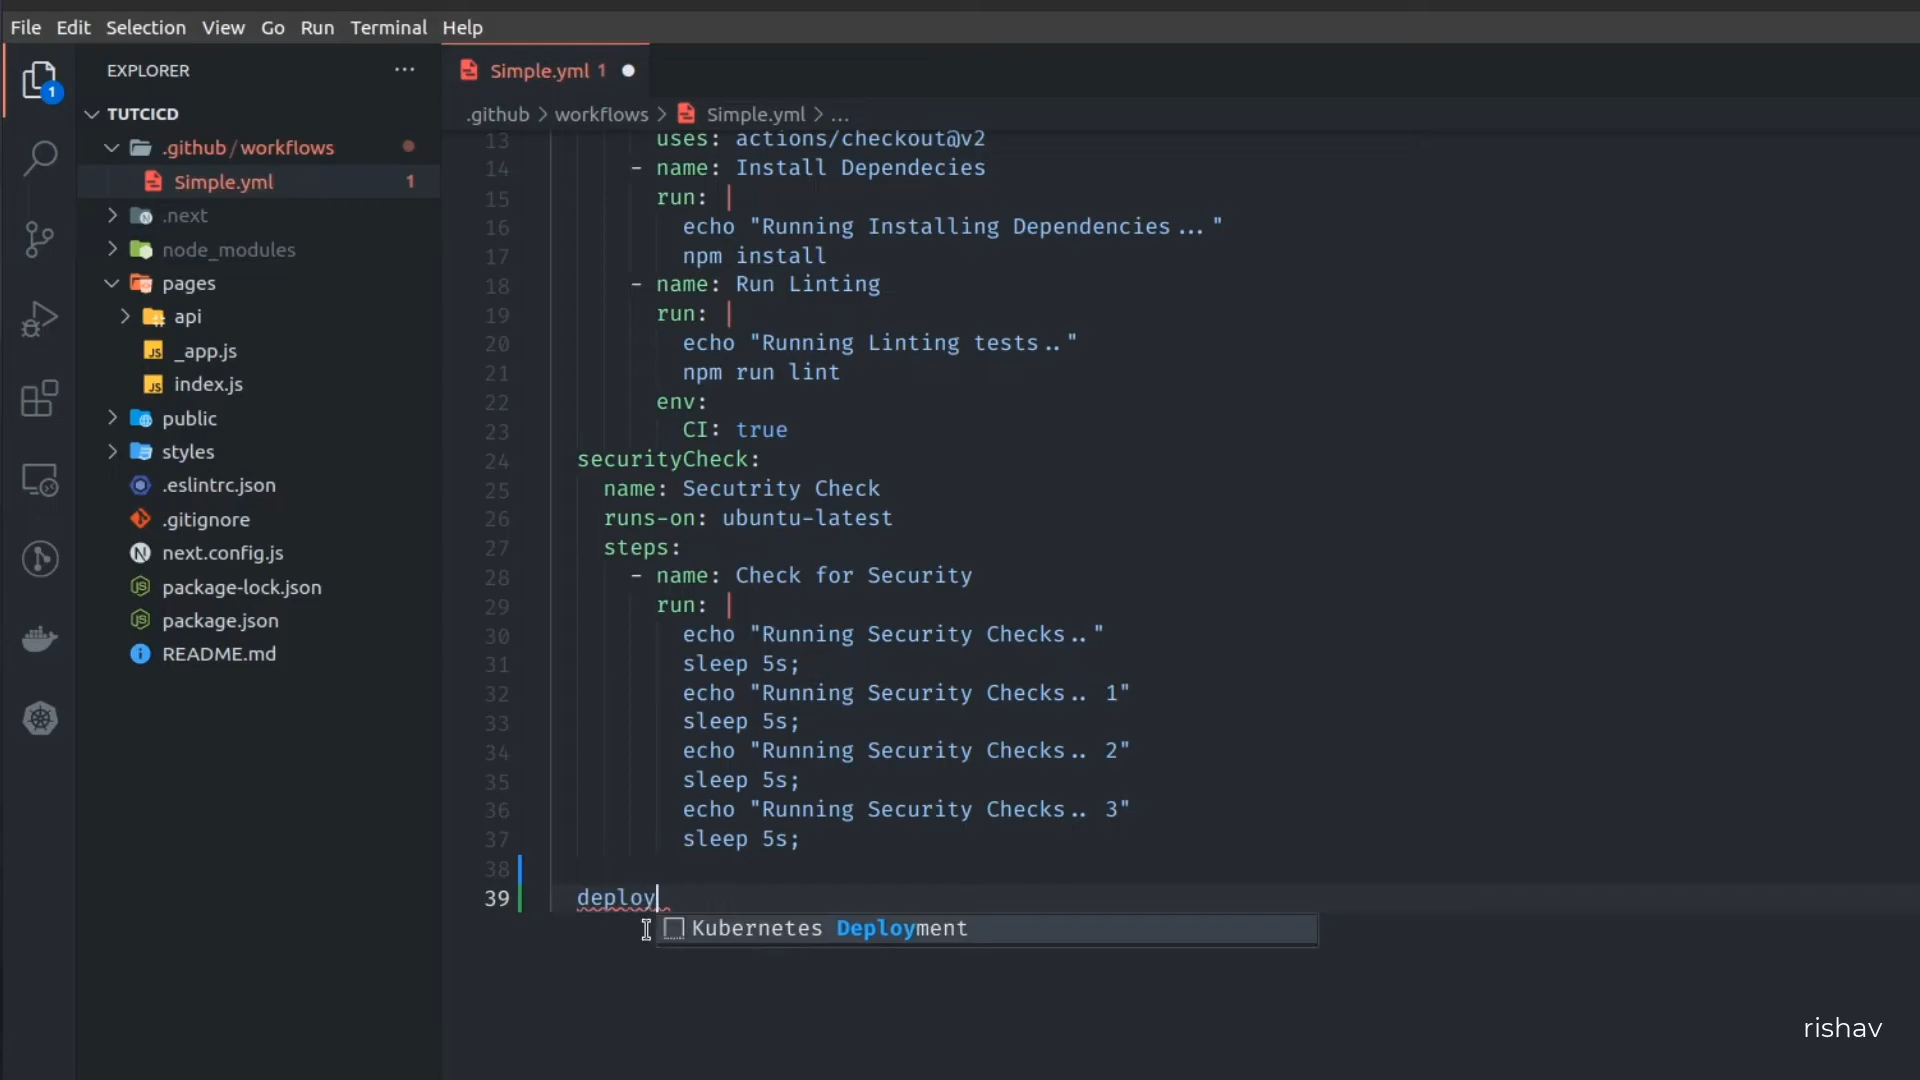 File Edit Selection View Go Run Terminal Help
EXPLORER ...
TUTCICD
.github / workflows
Simple.yml 1
.next
node_modules
pages
api
_app.js
index.js
public
styles
.eslintrc.json
.gitignore
next.config.js
package-lock.json
package.json
README.md
1
Simple.yml 1
.github > workflows > Simple.yml > ...
13 uses: actions/checkout@v2
14 - name: Install Dependecies
15 run: |
16 echo "Running Installing Dependencies..."
17 npm install
18 - name: Run Linting
19 run: |
20 echo "Running Linting tests.."
21 npm run lint
22 env:
23 CI: true
24 securityCheck:
25 name: Secutrity Check
26 runs-on: ubuntu-latest
27 steps:
28 - name: Check for Security
29 run: |
30 echo "Running Security Checks.."
31 sleep 5s;
32 echo "Running Security Checks.. 1"
33 sleep 5s;
34 echo "Running Security Checks.. 2"
35 sleep 5s;
36 echo "Running Security Checks.. 3"
37 sleep 5s;
38
39 deploy
Kubernetes Deployment
rishav